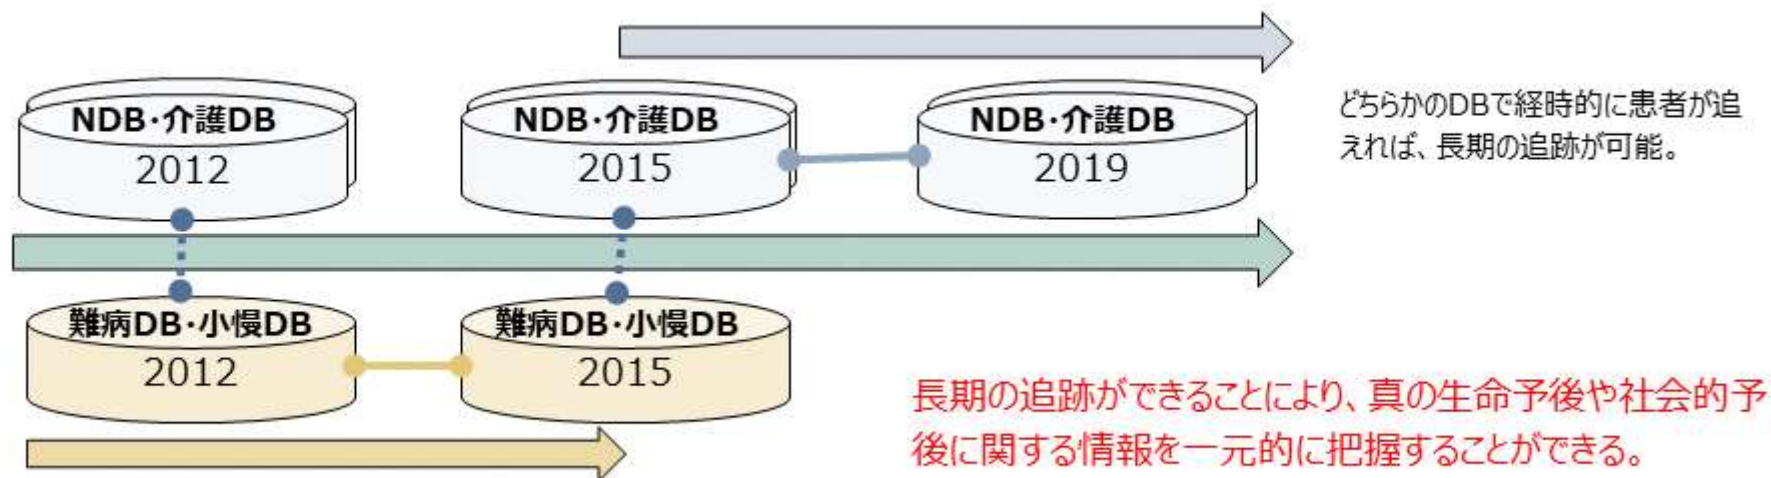 NDB・介護DB
2012
NDB・介護DB
2015
NDB・介護DB
2019
どちらかのDBで経時的に患者が追
えれば、長期の追跡が可能。
難病DB・小慢DB
2012
難病DB・小慢DB
2015
長期の追跡ができることにより、真の生命予後や社会的予
後に関する情報を一元的に把握することができる。